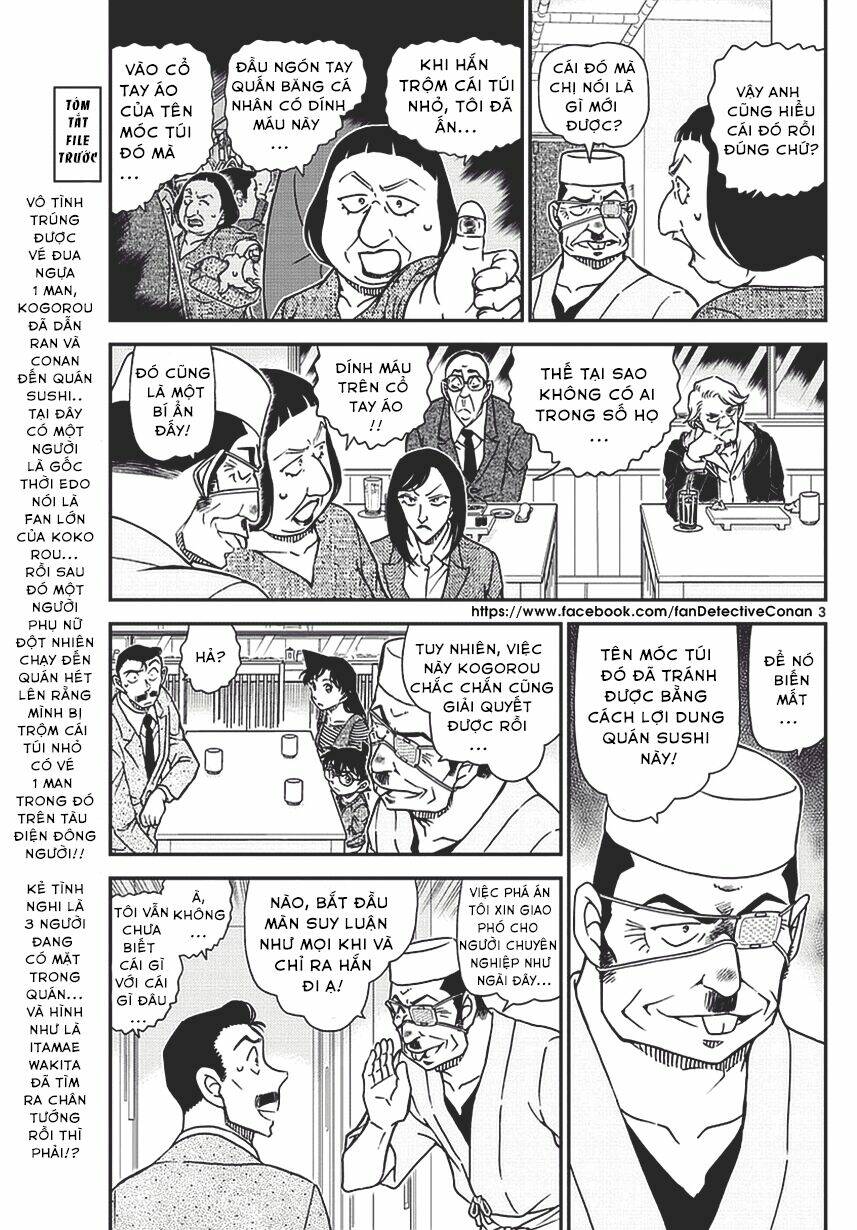 TÓM
TẮT
FILE
TRƯỚC
VÔ TÌNH
TRÚNG
ĐƯỢC
VÉ ĐUA
NGỰA
1 MAN,
KOGOROU
ĐÃ DẪN
RAN VÀ
CONAN
ĐẾN QUÁN
SUSHI..
TẠI ĐÂY
CÓ MỘT
NGƯỜI
LÀ GỐC
THỜI EDO
NÓI LÀ
FAN LỚN
CỦA KOKO
ROU...
RỒI SAU
ĐÓ MỘT
NGƯỜI
PHỤ NỮ
ĐỘT NHIÊN
CHẠY ĐẾN
QUÁN HÉT
LÊN RẰNG
MÌNH BỊ
TRỘM CÁI
TÚI NHỎ
CÓ VÉ
1 MAN
TRONG ĐÓ
TRÊN TÀU
ĐIỆN ĐÔNG
NGƯỜI!!
KẺ TÌNH
NGHI LÀ
3 NGƯỜI
ĐANG
CÓ MẶT
TRONG
QUÁN...
VÀ HÌNH
NHƯ LÀ
ITAMAE
WAKITA
ĐÃ TÌM
RA CHÂN
TƯỚNG
RỒI THÌ
PHẢI!?
VẬY ANH
CŨNG HIỂU
CÁI ĐÓ RỒI
ĐÚNG CHỨ?
CÁI ĐÓ MÀ
CHỊ NÓI LÀ
GÌ MỚI
ĐƯỢC?
KHI HẮN
TRỘM CÁI TÚI
NHỎ, TÔI ĐÃ
ẤN...
ĐẦU NGÓN TAY
QUẤN BĂNG CÁ
NHÂN CÓ DÍNH
MÁU NÀY
...
VÀO CỔ
TAY ÁO
CỦA TÊN
MÓC TÚI
ĐÓ MÀ
...
THẾ TẠI SAO
KHÔNG CÓ AI
TRONG SỐ HỌ
...
DÍNH MÁU
TRÊN CỔ
TAY ÁO
!!
ĐÓ CŨNG
LÀ MỘT
BÍ ẨN
ĐẤY!
https://www.facebook.com/fanDetectiveConan 3
ĐỂ NÓ
BIẾN
MẤT
...
TÊN MÓC TÚI
ĐÓ ĐÃ TRÁNH
ĐƯỢC BẰNG
CÁCH LỢI DỤNG
QUÁN SUSHI
NÀY!
TUY NHIÊN, VIỆC
NÀY KOGOROU
CHẮC CHẮN CŨNG
GIẢI QUYẾT
ĐƯỢC RỒI
...
HẢ?
VIỆC PHÁ ÁN
TÔI XIN GIAO
PHÓ CHO
NGƯỜI CHUYÊN
NGHIỆP NHƯ
NGÀI ĐÂY...
NÀO, BẮT ĐẦU
MÀN SUY LUẬN
NHƯ MỌI KHI VÀ
CHỈ RA HẮN
ĐI Ạ!
À,
KHÔNG
...
TÔI VẪN
CHƯA
BIẾT
CÁI GÌ
VỚI CÁI
GÌ ĐÂU
...